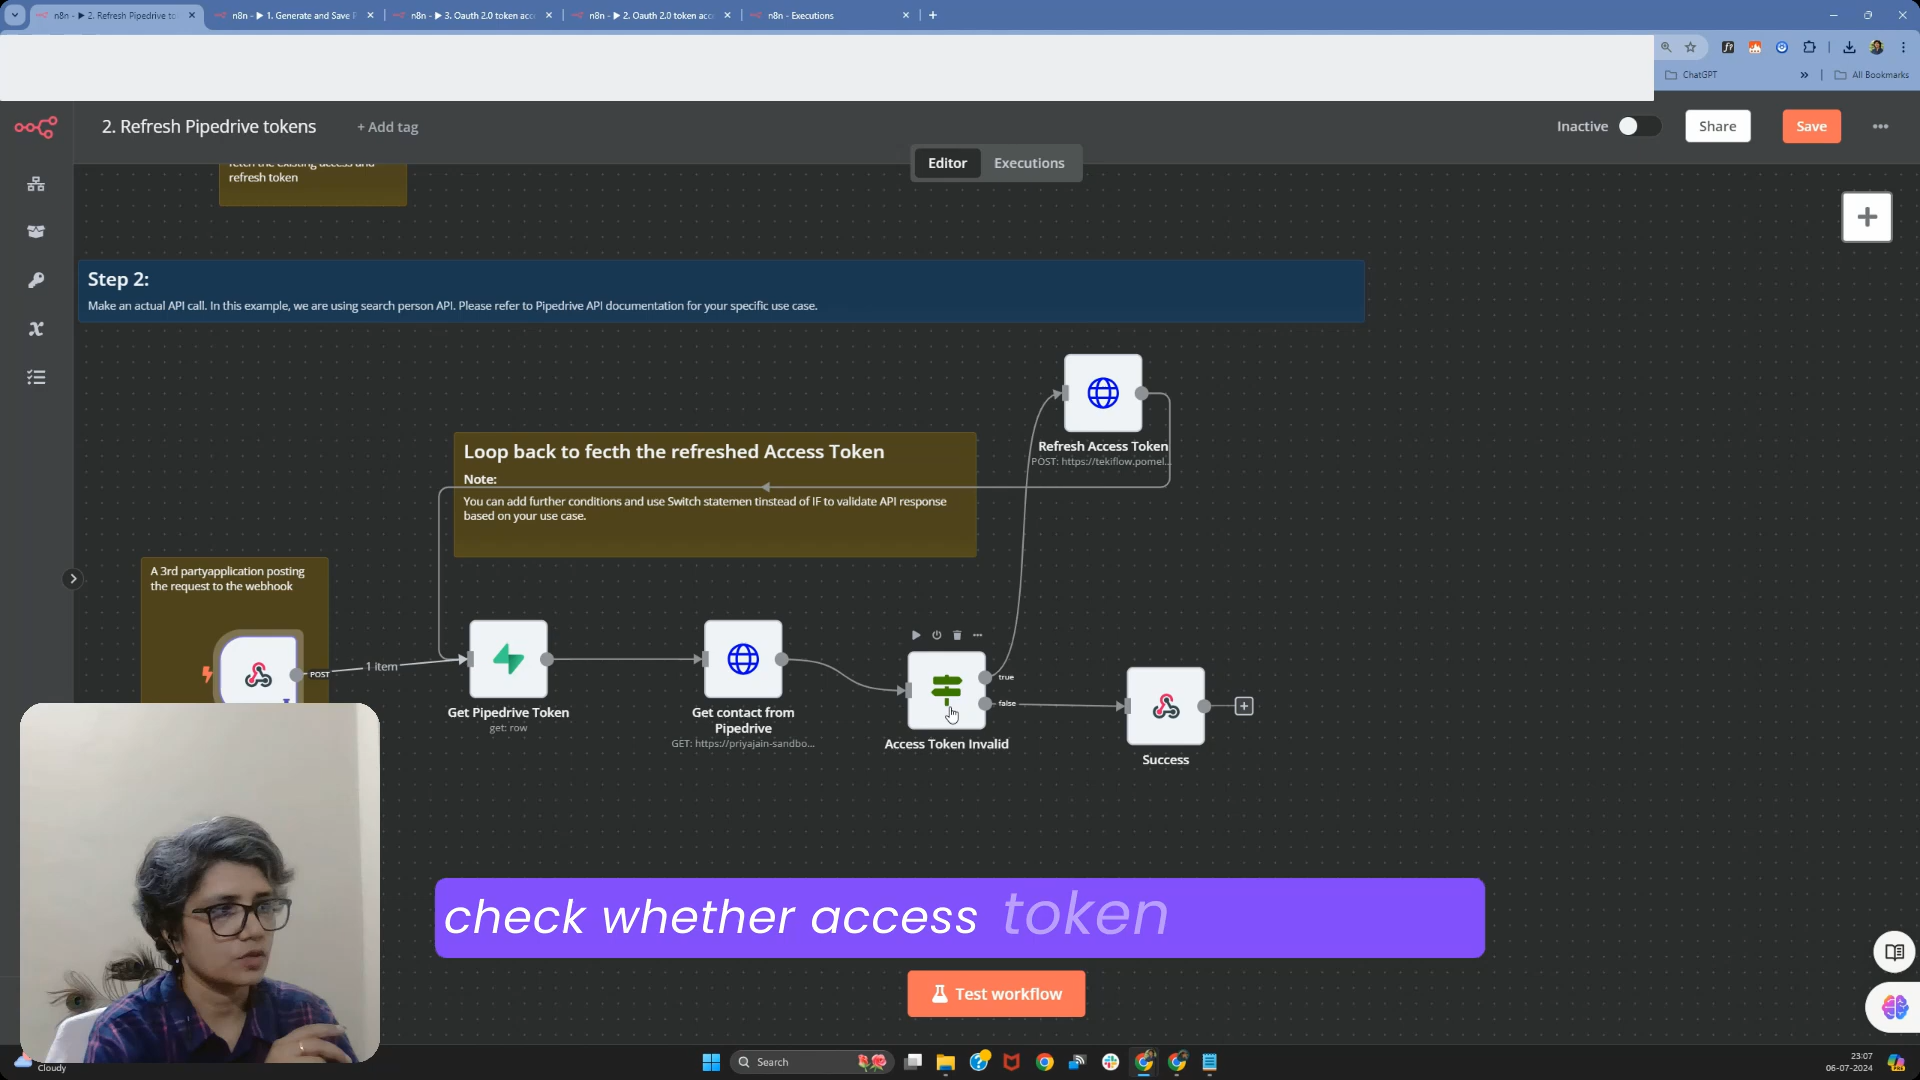 n8n - ▶ 2. Refresh Pipedrive to
n8n - ▶ 1. Generate and Save P
n8n - ▶ 3. Oauth 2.0 token acc
n8n - ▶ 2. Oauth 2.0 token acc
n8n - Executions
ChatGPT
All Bookmarks
2. Refresh Pipedrive tokens
+ Add tag
Inactive
Share
Save
Editor
Executions
fetch the existing access and
refresh token
Step 2:
Make an actual API call. In this example, we are using search person API. Please refer to Pipedrive API documentation for your specific use case.
Refresh Access Token
POST: https://tekiflow.pomel...
Loop back to fecth the refreshed Access Token
Note:
You can add further conditions and use Switch statemen tinstead of IF to validate API response
based on your use case.
A 3rd partyapplication posting
the request to the webhook
POST
1 item
Get Pipedrive Token
get: row
Get contact from
Pipedrive
GET: https://priyajain-sandbo...
true
false
Access Token Invalid
Success
check whether access token
Test workflow
Cloudy
Search
23:07
06-07-2024